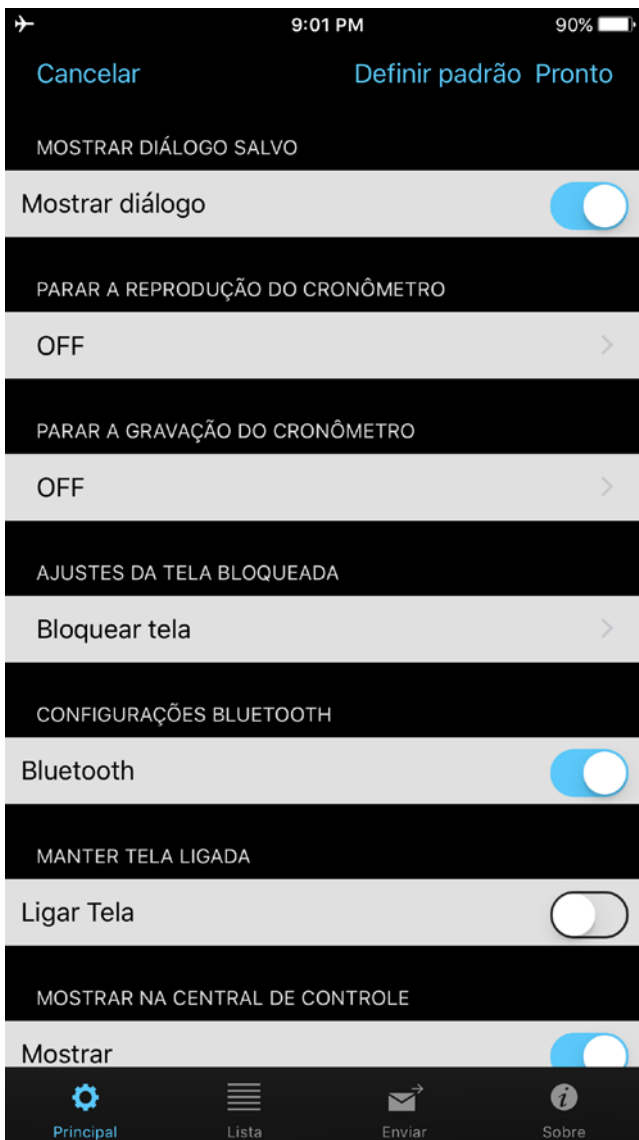 9:01 PM 90%
Cancelar Definir padrão Pronto
MOSTRAR DIÁLOGO SALVO
Mostrar diálogo
PARAR A REPRODUÇÃO DO CRONÔMETRO
OFF
PARAR A GRAVAÇÃO DO CRONÔMETRO
OFF
AJUSTES DA TELA BLOQUEADA
Bloquear tela
CONFIGURAÇÕES BLUETOOTH
Bluetooth
MANTER TELA LIGADA
Ligar Tela
MOSTRAR NA CENTRAL DE CONTROLE
Mostrar
Principal Lista Enviar Sobre